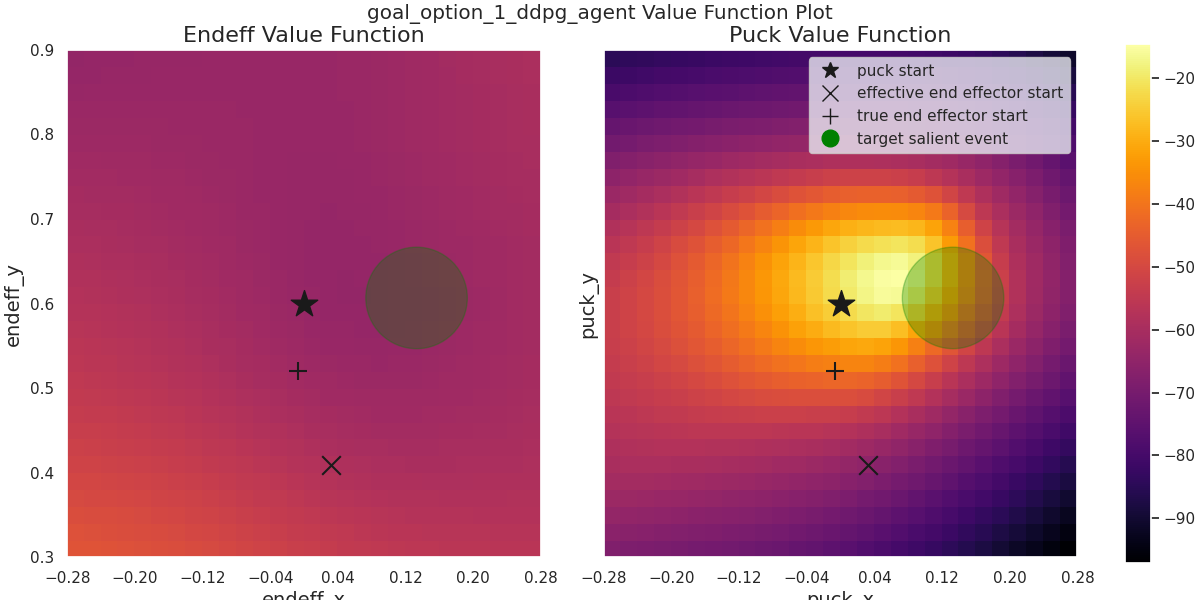 goal_option_1_ddpg_agent Value Function Plot
Endeff Value Function
Puck Value Function
puck start
effective end effector start
true end effector start
target salient event
endeff_y
0.9
0.8
0.7
0.6
0.5
0.4
0.3
−0.28 −0.20 −0.12 −0.04 0.04 0.12 0.20 0.28
endeff_x
puck_y
−0.28 −0.20 −0.12 −0.04 0.04 0.12 0.20 0.28
puck_x
−20
−30
−40
−50
−60
−70
−80
−90